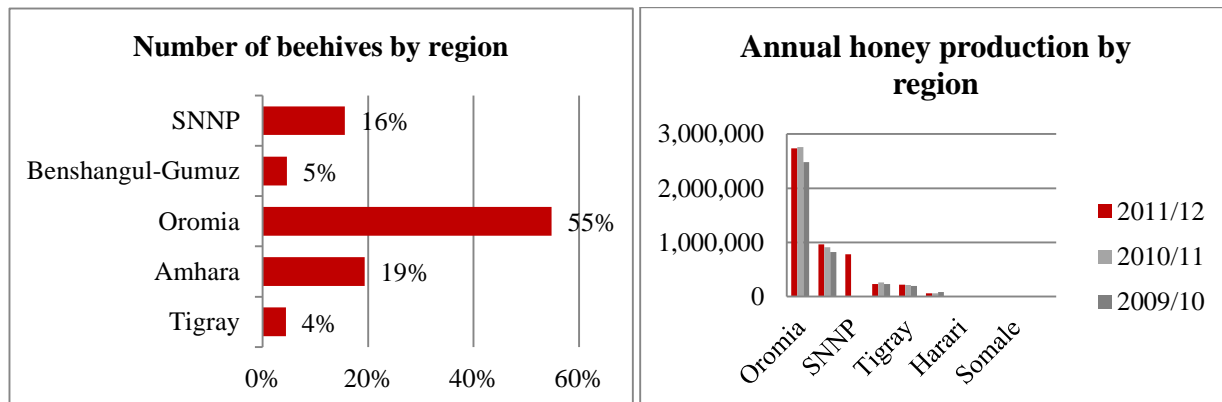 Number of beehives by region
SNNP
16%
Benshangul-Gumuz
5%
Oromia
55%
Amhara
19%
Tigray
4%
0%
20%
40%
60%
Annual honey production by
region
3,000,000
2,000,000
1,000,000
0
Oromia
SNNP
Tigray
Harari
Somale
2011/12
2010/11
2009/10